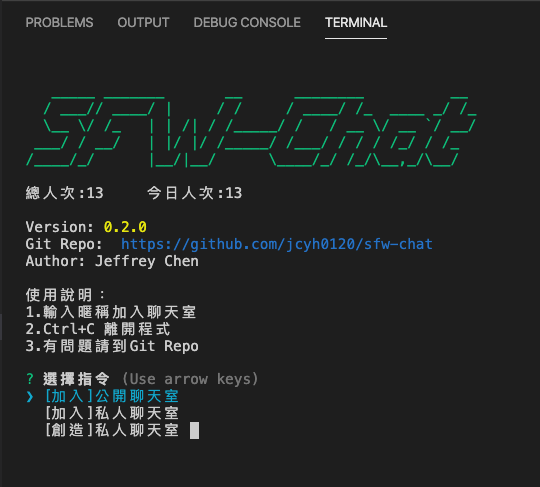 PROBLEMS OUTPUT DEBUG CONSOLE TERMINAL
SFW-Chat
總人次:13 今日人次:13
Version: 0.2.0
Git Repo: https://github.com/jcyh0120/sfw-chat
Author: Jeffrey Chen
使用說明：
1.輸入暱稱加入聊天室
2.Ctrl+C 離開程式
3.有問題請到Git Repo
? 選擇指令 (Use arrow keys)
❯ [加入]公開聊天室
[加入]私人聊天室
[創造]私人聊天室